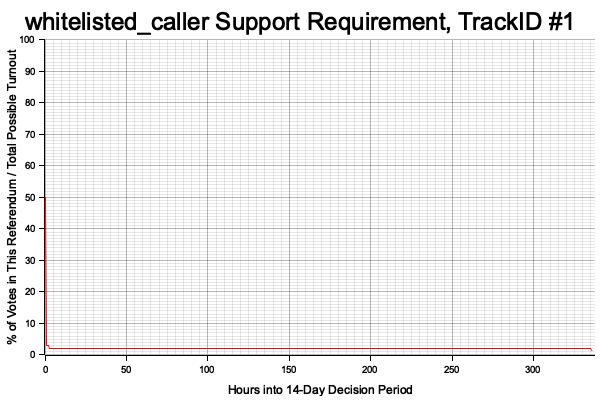 whitelisted_caller Support Requirement, TrackID #1
% of Votes in This Referendum / Total Possible Turnout
100
90
80
70
60
50
40
30
20
10
0
0 50 100 150 200 250 300
Hours into 14-Day Decision Period